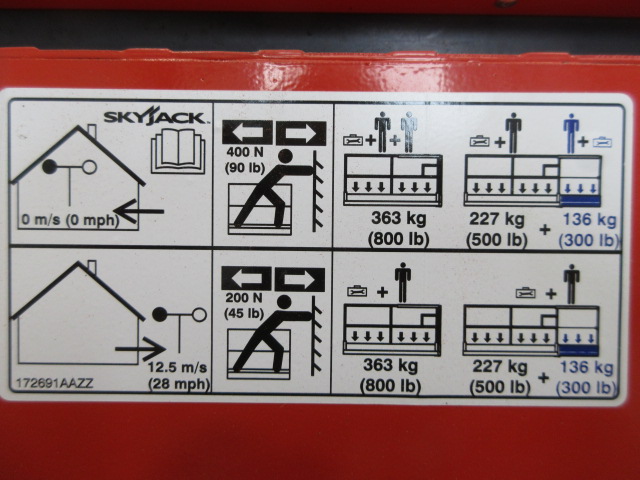 SKYJACK™
0 m/s (0 mph)
400 N
(90 lb)
363 kg
(800 lb)
227 kg
(500 lb)
+
136 kg
(300 lb)
12.5 m/s
(28 mph)
172691AAZZ
200 N
(45 lb)
363 kg
(800 lb)
227 kg
(500 lb)
+
136 kg
(300 lb)